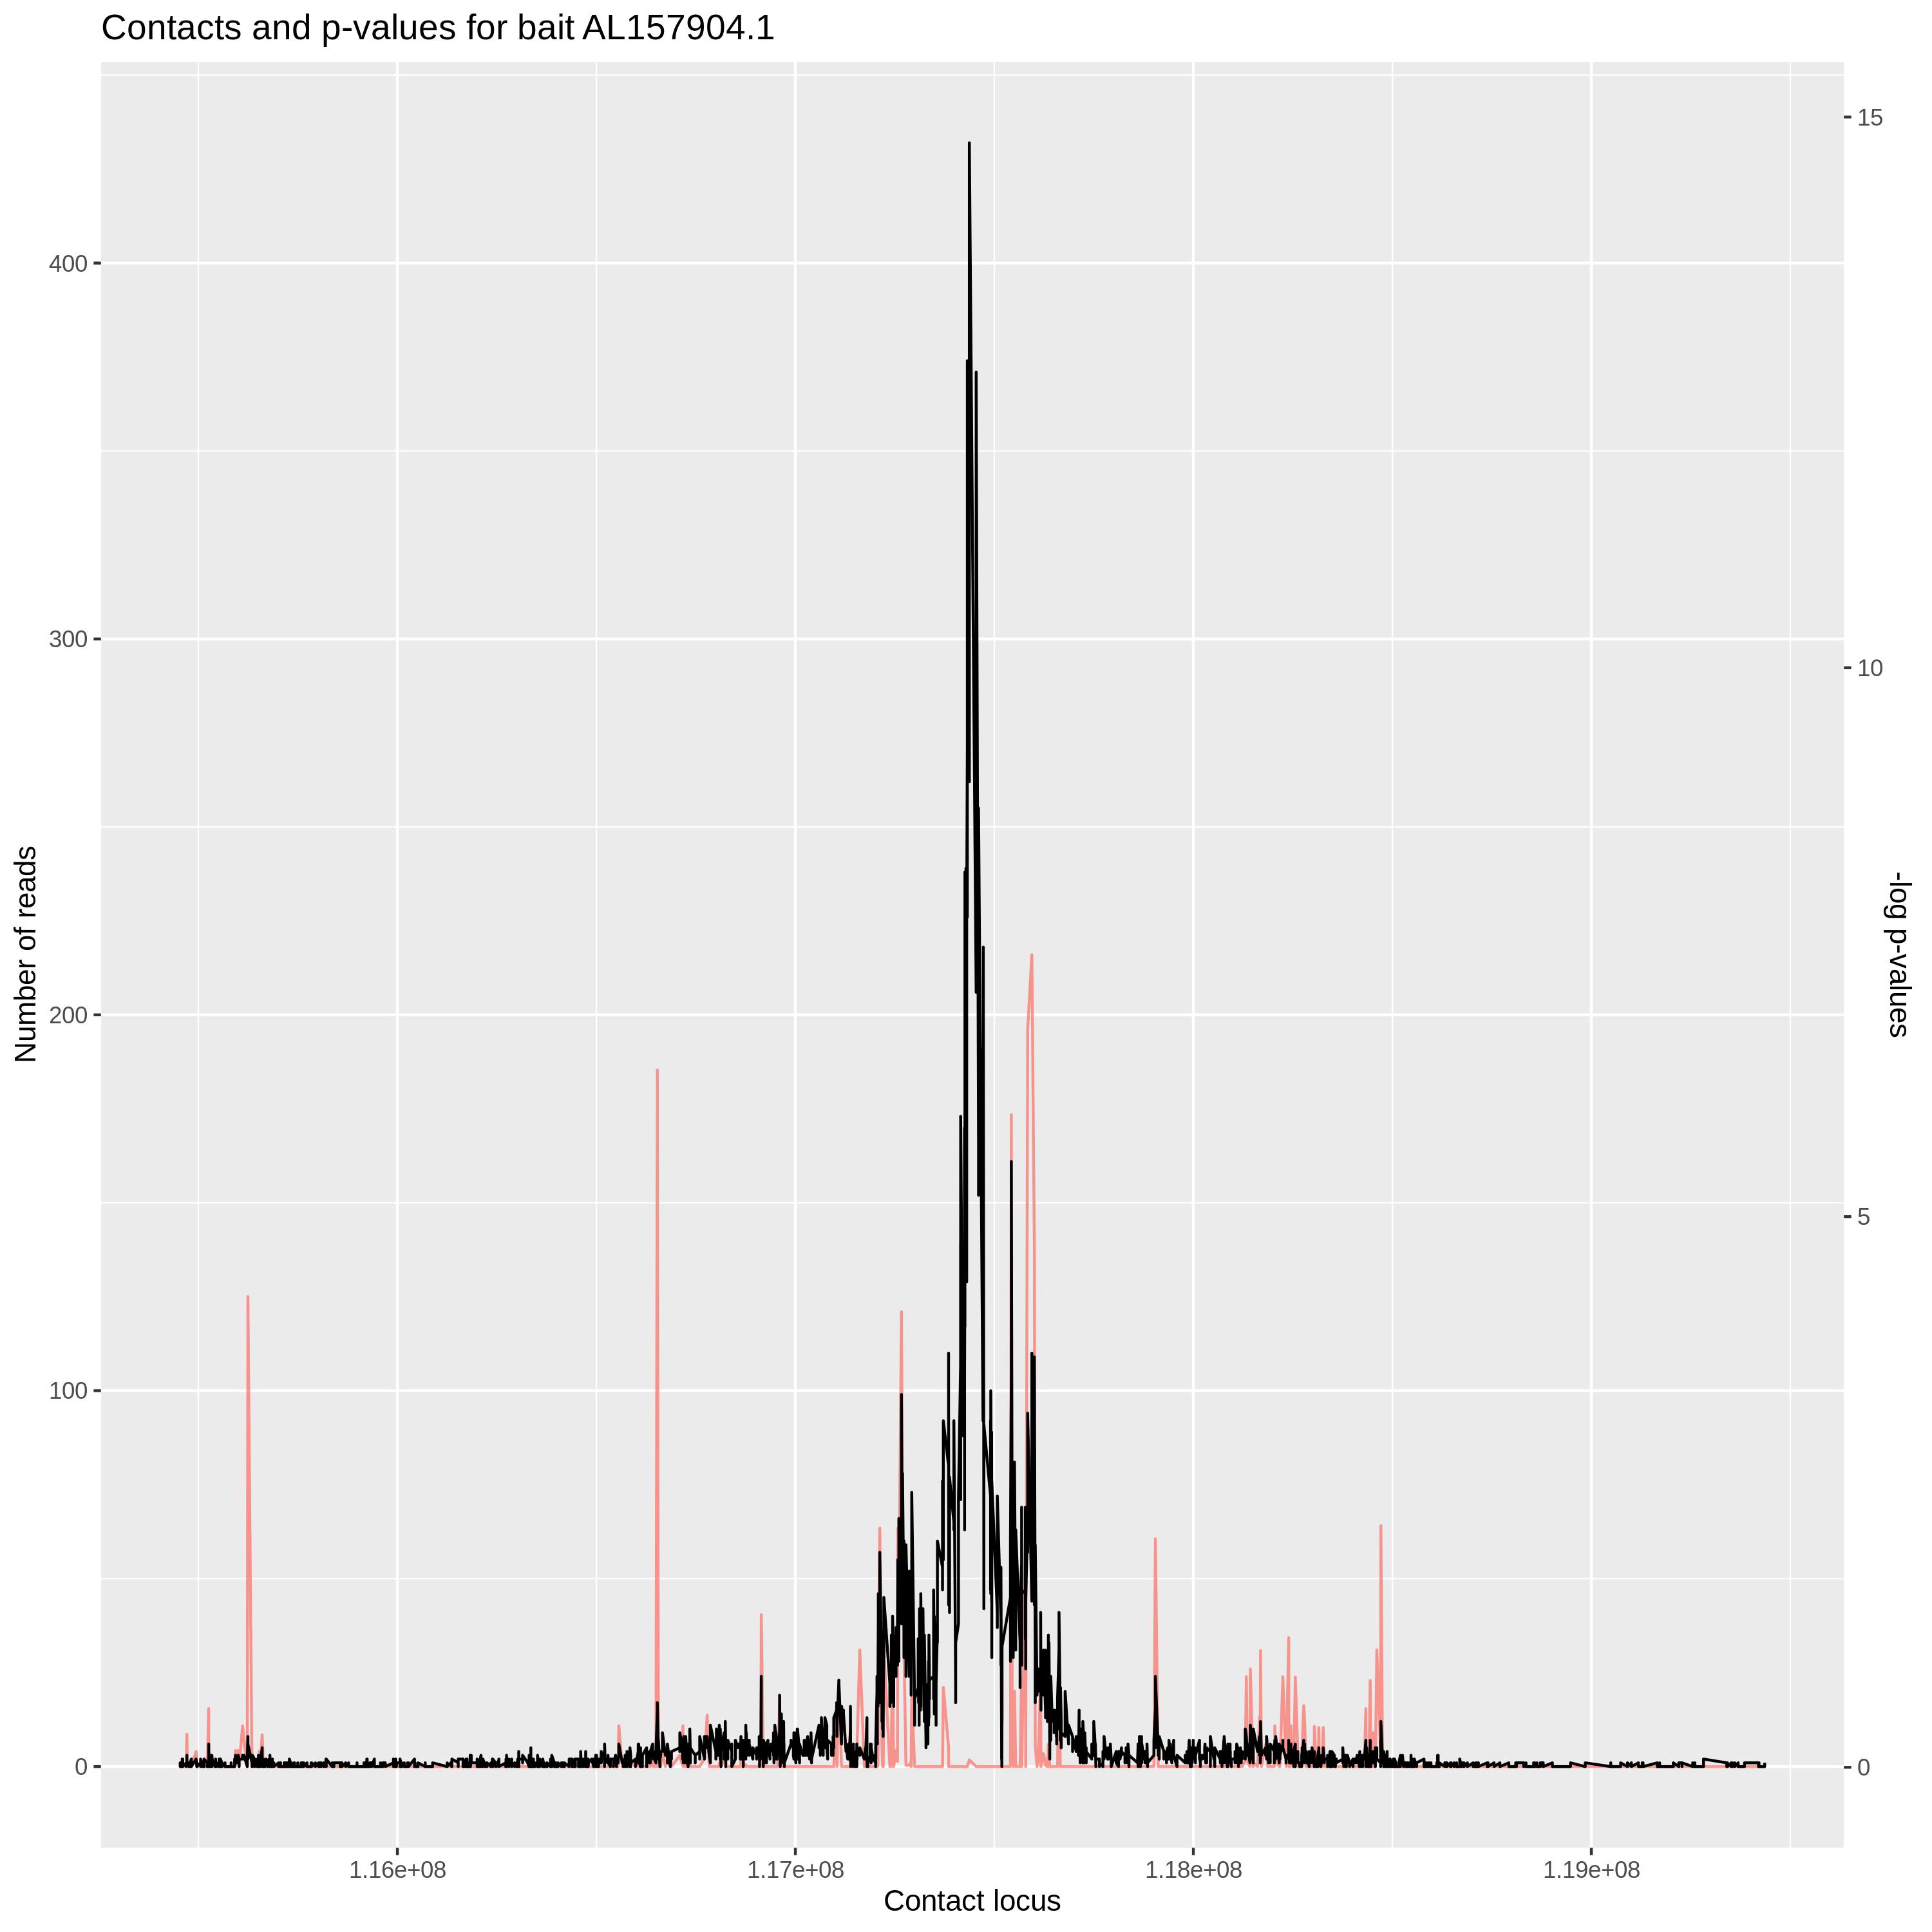 Contacts and p-values for bait AL157904.1
400
300
200
100
0
Number of reads
15
10
5
0
-log p-values
1.16e+08
1.17e+08
1.18e+08
1.19e+08
Contact locus